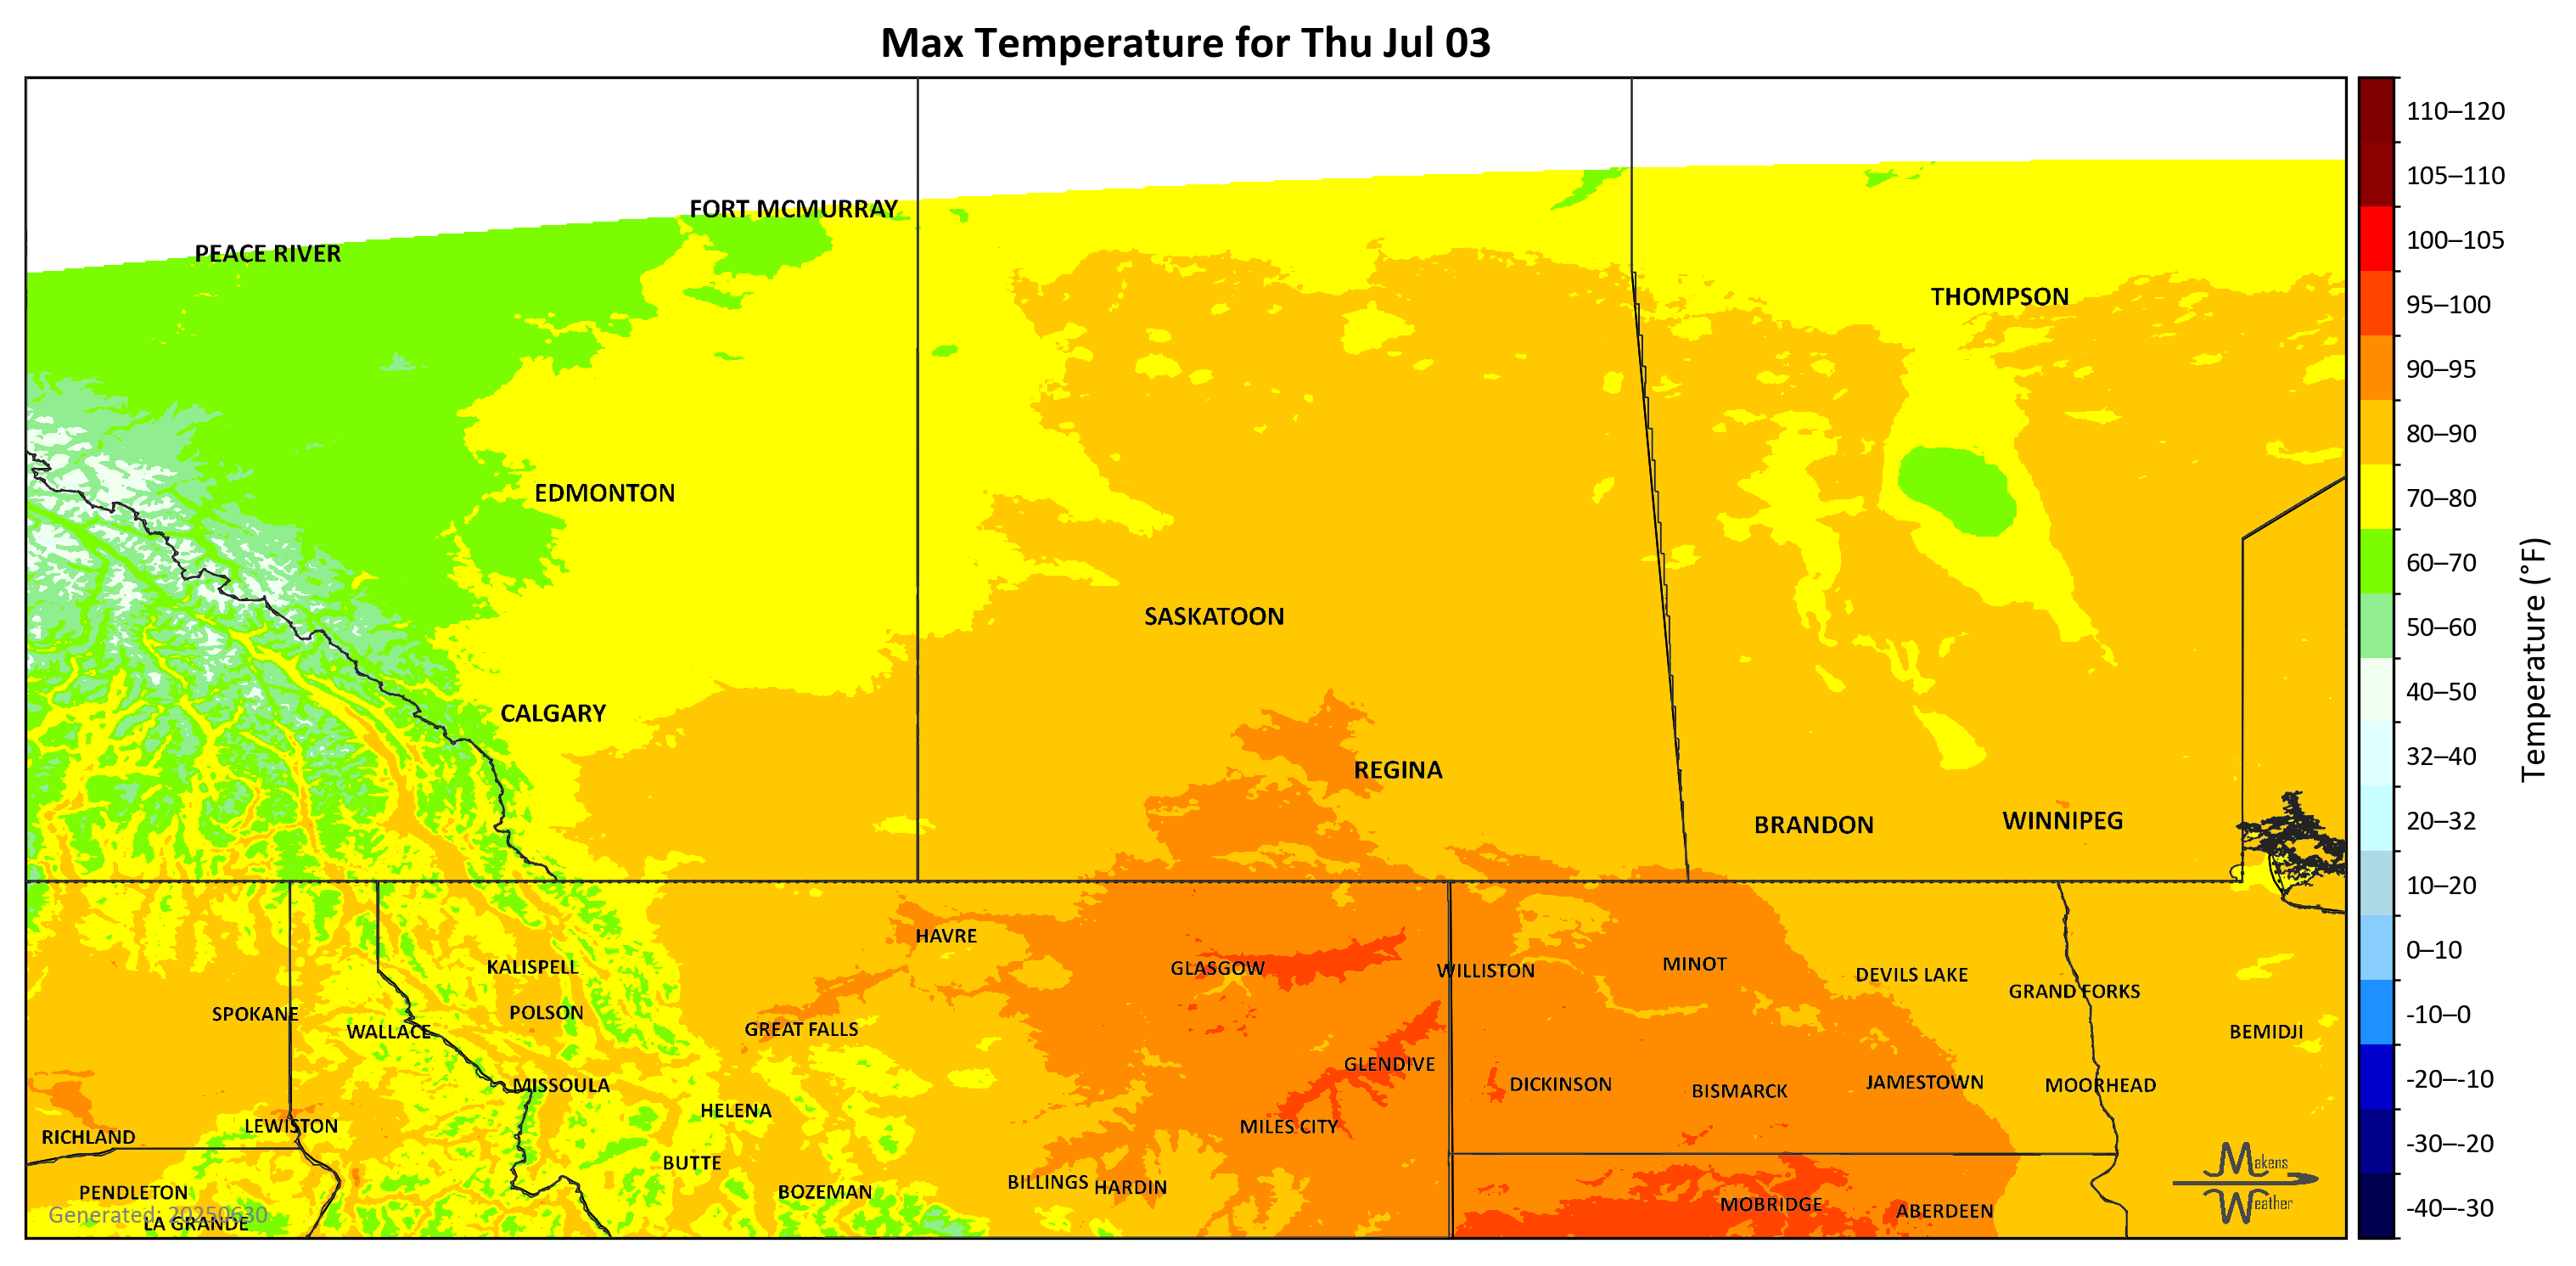 Max Temperature for Thu Jul 03
FORT MCMURRAY
PEACE RIVER
THOMPSON
EDMONTON
SASKATOON
CALGARY
REGINA
BRANDON
WINNIPEG
HAVRE
KALISPELL
GLASGOW
WILLISTON
MINOT
DEVILS LAKE
GRAND FORKS
SPOKANE
POLSON
WALLACE
GREAT FALLS
BEMIDJI
GLENDIVE
MISSOULA
DICKINSON
BISMARCK
JAMESTOWN
MOORHEAD
HELENA
LEWISTON
MILES CITY
RICHLAND
BUTTE
BILLINGS
HARDIN
PENDLETON
BOZEMAN
MOBRIDGE
ABERDEEN
Generated: 20250630
LA GRANDE
Makens
Weather
110–120
105–110
100–105
95–100
90–95
80–90
70–80
60–70
50–60
40–50
32–40
20–32
10–20
0–10
-10–0
-20–-10
-30–-20
-40–-30
Temperature (°F)